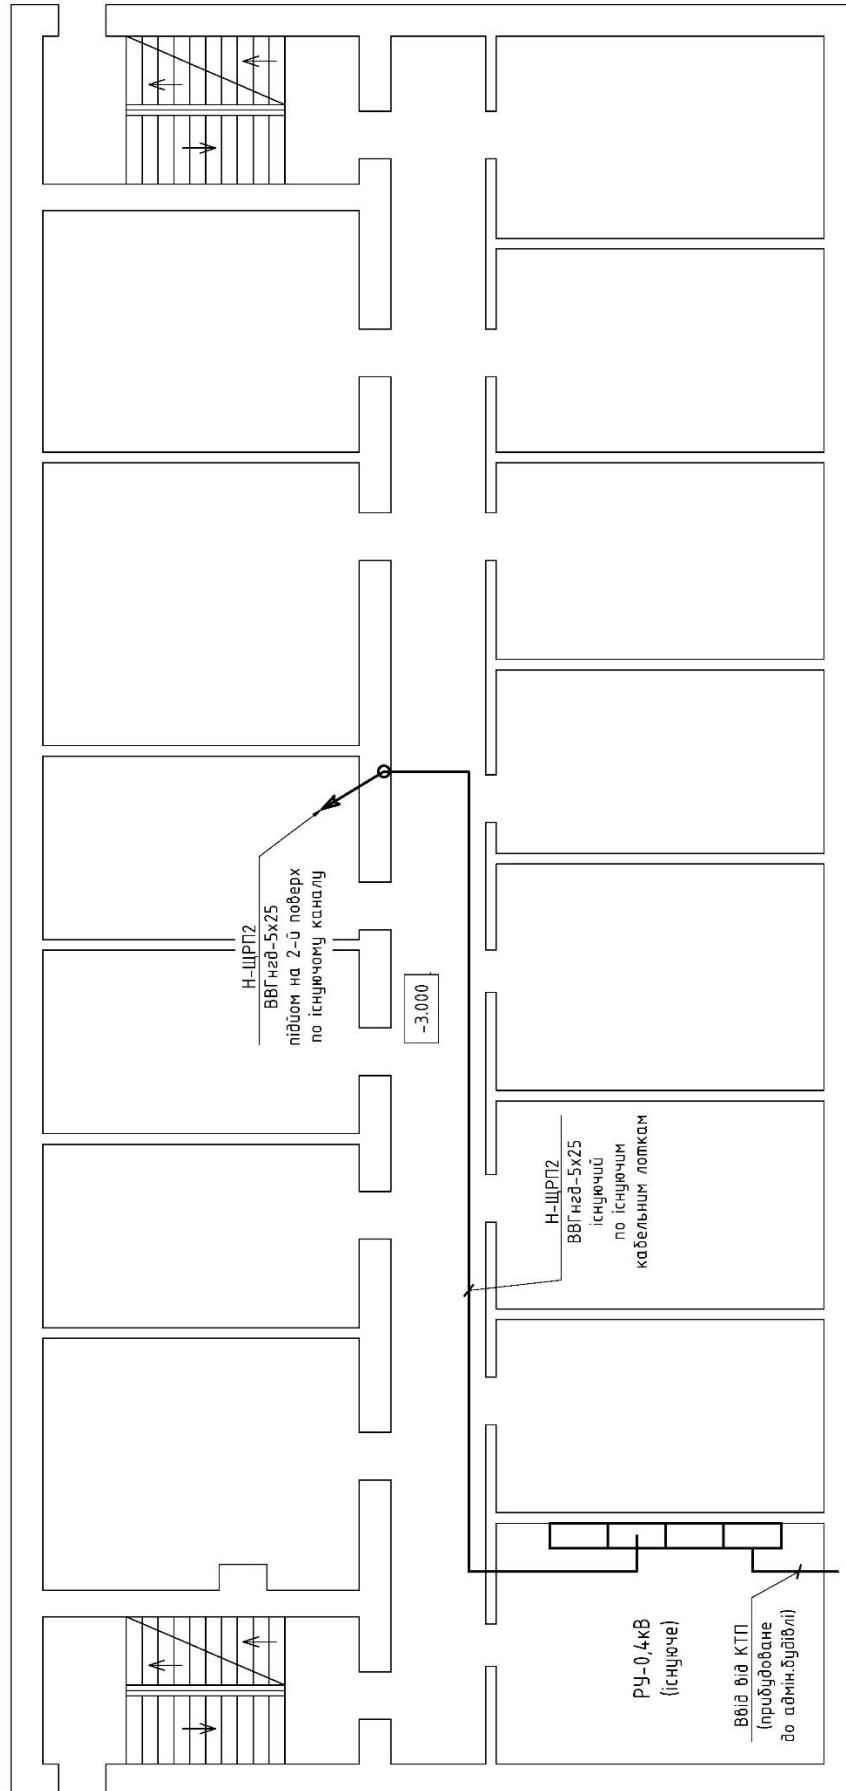 Н-ЩРП2
ВВГнгд-5х25
підйом на 2-й поверх
по існуючому каналу
-3.000
Н-ЩРП2
ВВГнгд-5х25
існуючий
по існуючим
кабельним лоткам
РУ-0,4кВ
(існуюче)
Ввід від КТП
(прибудоване
до адмін.будівлі)